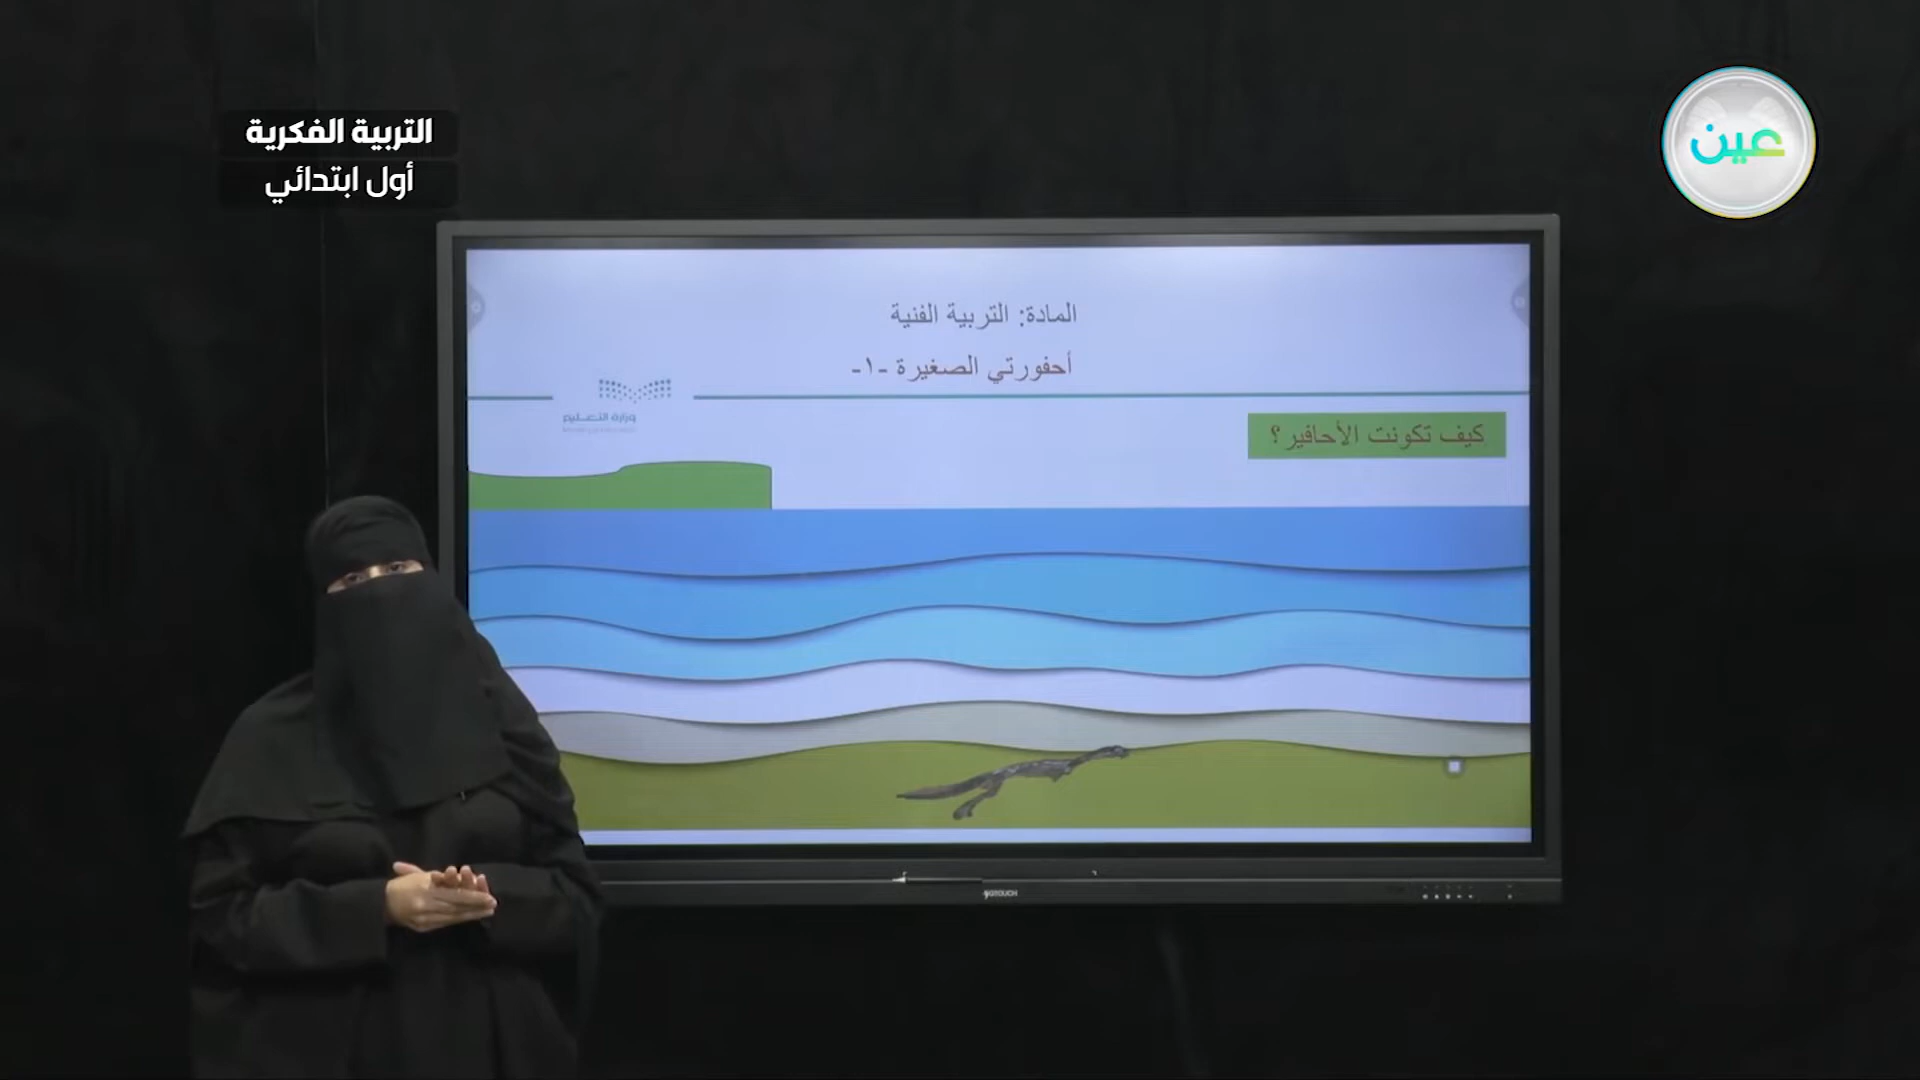 التربية الفكرية
أول ابتدائي
عين
المادة: التربية الفنية
أحفورتي الصغيرة -١-
وزارة التعليم
كيف تكونت الأحافير؟